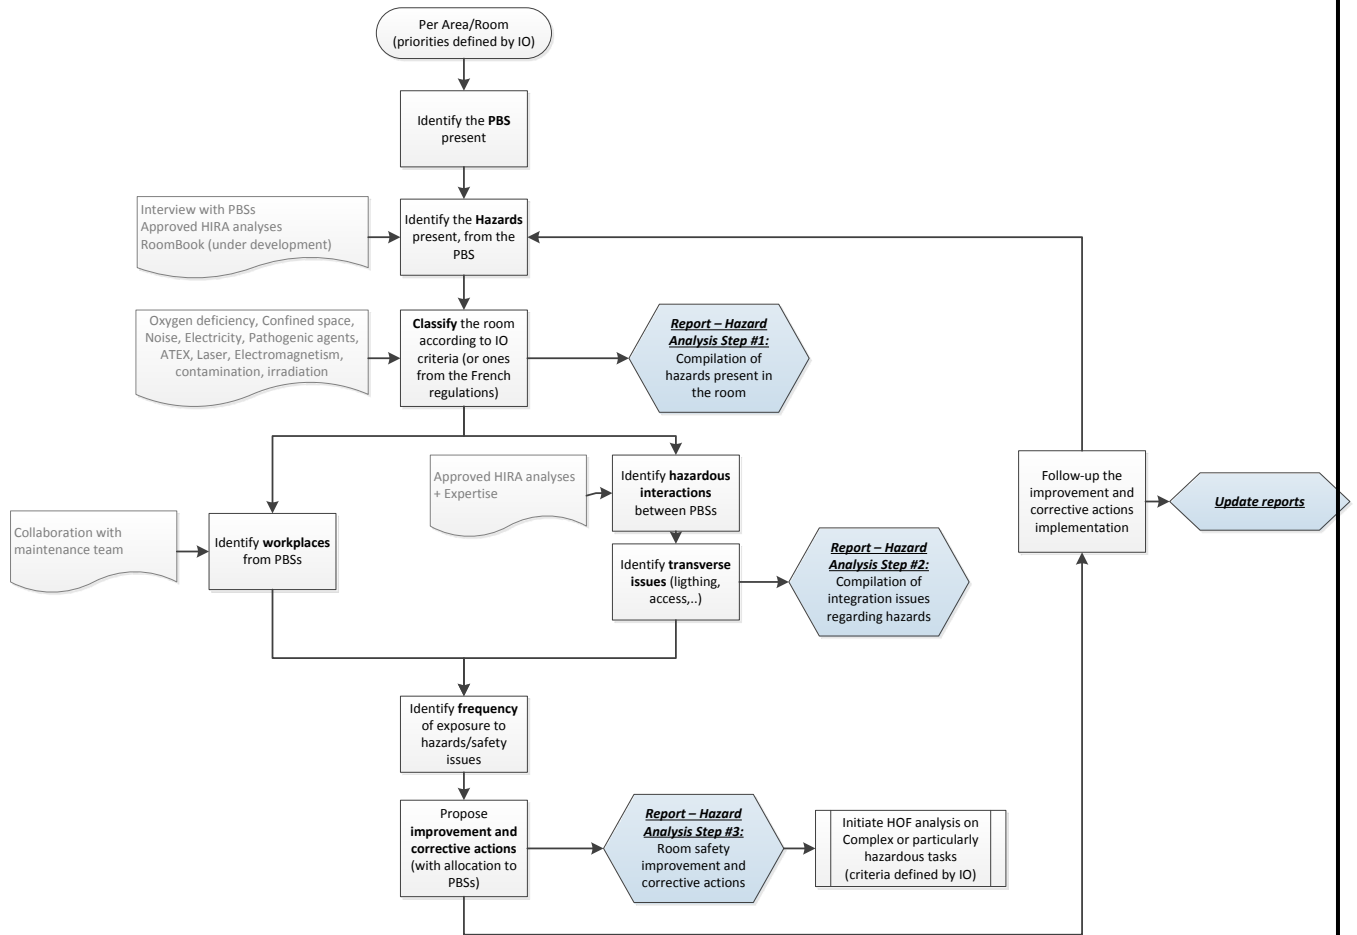 Per Area/Room
(priorities defined by IO)
Identify the PBS
present
Interview with PBSs
Approved HIRA analyses
RoomBook (under development)
Identify the Hazards
present, from the
PBS
Oxygen deficiency, Confined space,
Noise, Electricity, Pathogenic agents,
ATEX, Laser, Electromagnetism,
contamination, irradiation
Classify the room
according to IO
criteria (or ones
from the French
regulations)
Report – Hazard
Analysis Step #1:
Compilation of
hazards present in
the room
Approved HIRA analyses
+ Expertise
Identify hazardous
interactions
between PBSs
Follow-up the
improvement and
corrective actions
implementation
Update reports
Collaboration with
maintenance team
Identify workplaces
from PBSs
Identify transverse
issues (ligthing,
access,..)
Report – Hazard
Analysis Step #2:
Compilation of
integration issues
regarding hazards
Identify frequency
of exposure to
hazards/safety
issues
Propose
improvement and
corrective actions
(with allocation to
PBSs)
Report – Hazard
Analysis Step #3:
Room safety
improvement and
corrective actions
Initiate HOF analysis on
Complex or particularly
hazardous tasks
(criteria defined by IO)